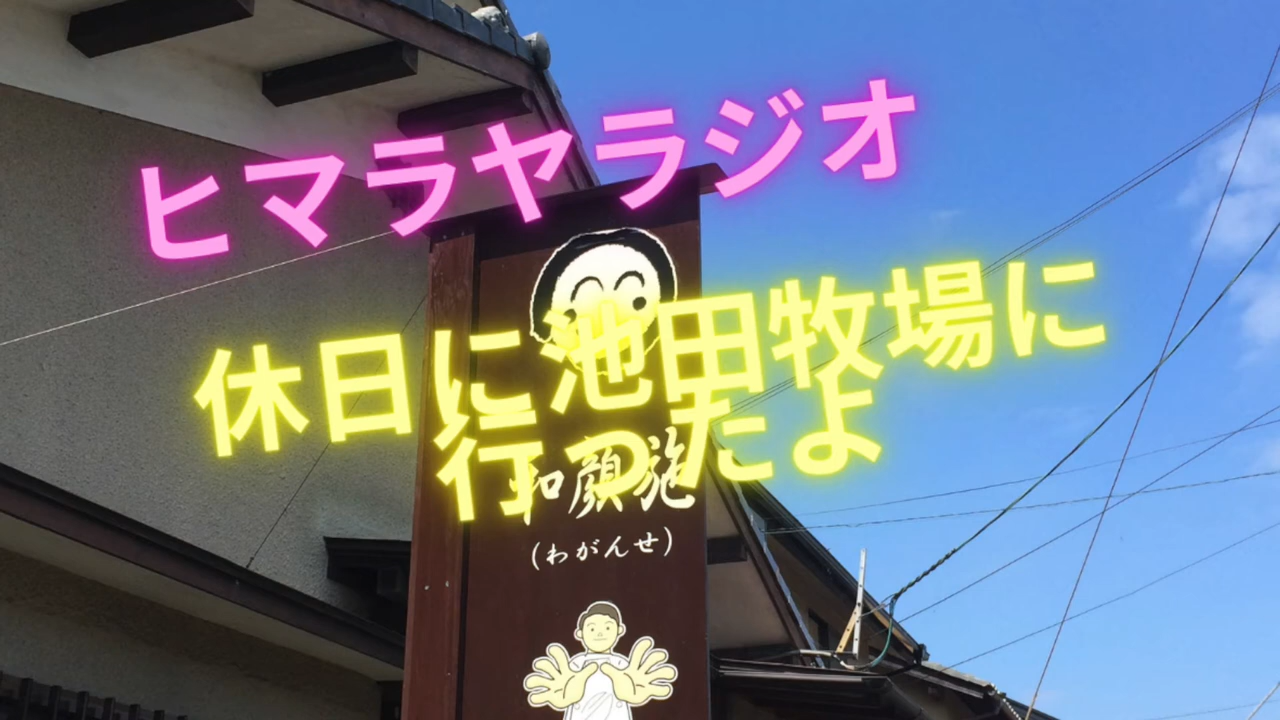 ヒマラヤラジオ
休日に池田牧場に
行ったよ
和顔施
(わがんせ)